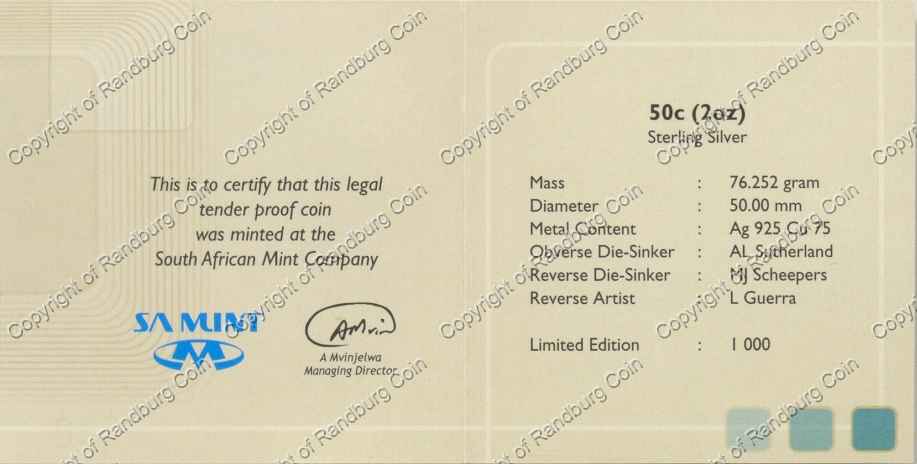 This is to certify that this legal
tender proof coin
was minted at the
South African Mint Company
SA MINT
A Mvinjelwa
Managing Director
50c (2oz)
Sterling Silver
Mass : 76.252 gram
Diameter : 50.00 mm
Metal Content : Ag 925 Cu 75
Obverse Die-Sinker : AL Sutherland
Reverse Die-Sinker : MJ Scheepers
Reverse Artist : L Guerra
Limited Edition : 1 000
Copyright of Randburg Coin